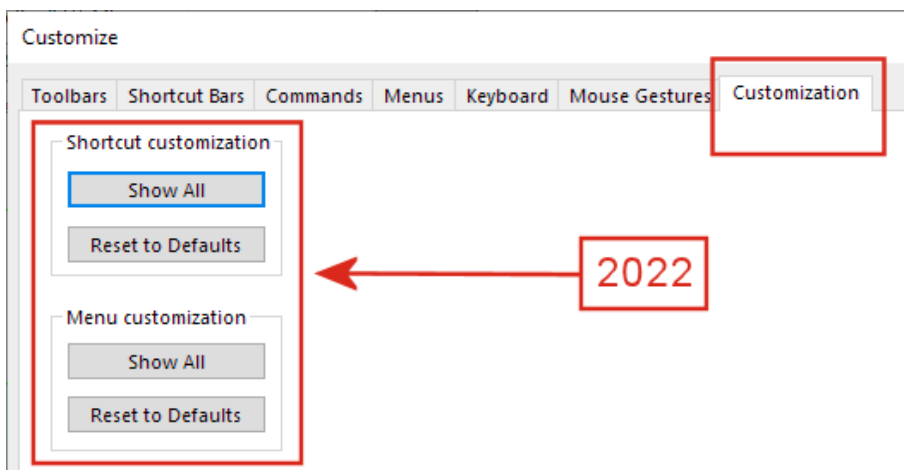 Customize
Toolbars Shortcut Bars Commands Menus Keyboard Mouse Gestures Customization
Shortcut customization
Show All
Reset to Defaults
2022
Menu customization
Show All
Reset to Defaults